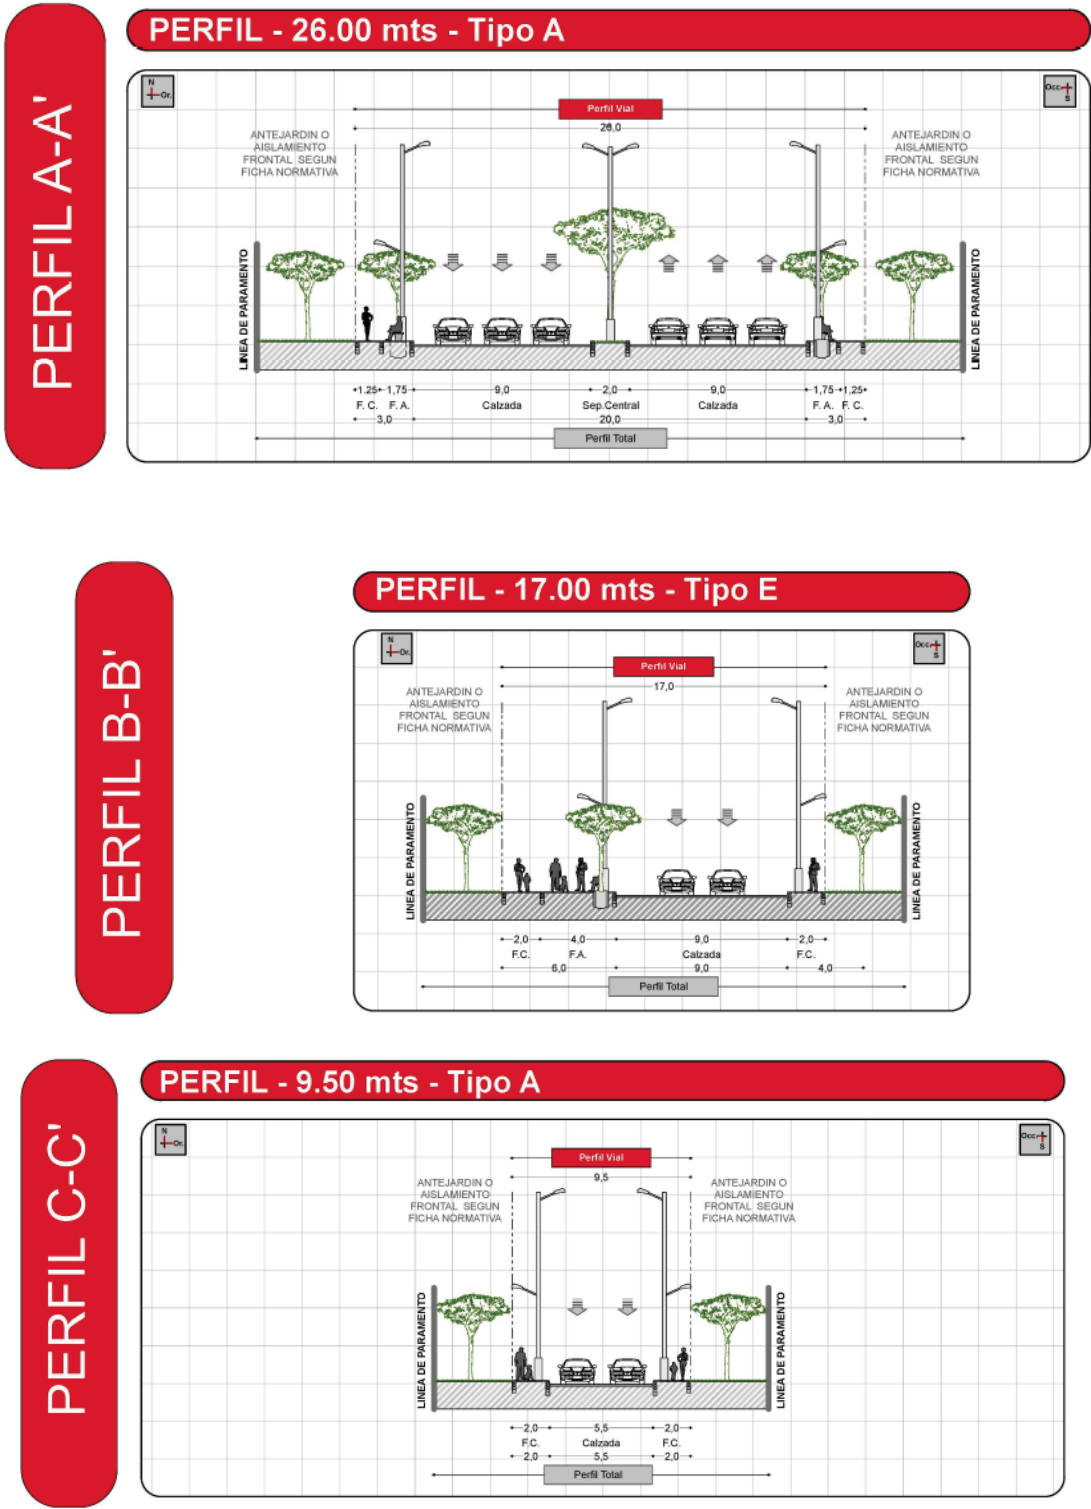 PERFIL A-A'
PERFIL - 26.00 mts - Tipo A
N
Or.
Occ.
S
Perfil Vial
26,0
ANTEJARDIN O
AISLAMIENTO
FRONTAL SEGUN
FICHA NORMATIVA
ANTEJARDIN O
AISLAMIENTO
FRONTAL SEGUN
FICHA NORMATIVA
LINEA DE PARAMENTO
LINEA DE PARAMENTO
1.25 1,75 9,0 2,0 9,0 1,75 1,25
F. C. F. A. Calzada Sep.Central Calzada F. A. F. C.
3,0 20,0 3,0
Perfil Total
PERFIL B-B'
PERFIL - 17.00 mts - Tipo E
N
Or.
Occ.
S
Perfil Vial
17,0
ANTEJARDIN O
AISLAMIENTO
FRONTAL SEGUN
FICHA NORMATIVA
ANTEJARDIN O
AISLAMIENTO
FRONTAL SEGUN
FICHA NORMATIVA
LINEA DE PARAMENTO
LINEA DE PARAMENTO
2,0 4,0 9,0 2,0
F.C. F.A. Calzada F.C.
6,0 9,0 4,0
Perfil Total
PERFIL C-C'
PERFIL - 9.50 mts - Tipo A
N
Or.
Occ.
S
Perfil Vial
9,5
ANTEJARDIN O
AISLAMIENTO
FRONTAL SEGUN
FICHA NORMATIVA
ANTEJARDIN O
AISLAMIENTO
FRONTAL SEGUN
FICHA NORMATIVA
LINEA DE PARAMENTO
LINEA DE PARAMENTO
2,0 5,5 2,0
F.C. Calzada F.C.
2,0 5,5 2,0
Perfil Total